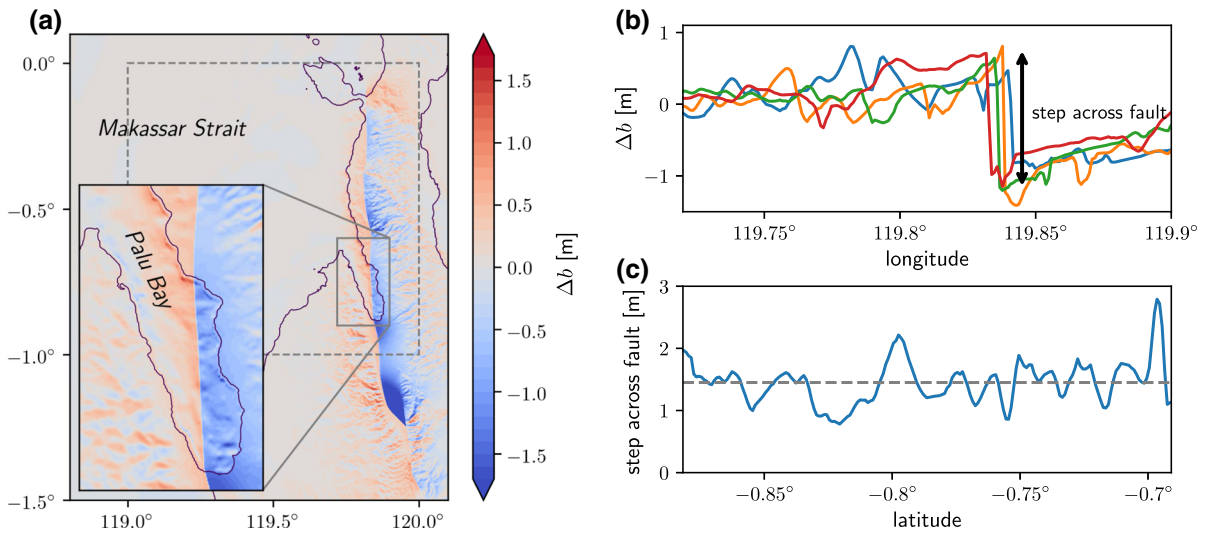 (a)
0.0°
−0.5°
−1.0°
−1.5°
119.0°
119.5°
120.0°
Makassar Strait
Palu Bay
1.5
1.0
0.5
0.0
−0.5
−1.0
−1.5
Δb [m]
(b)
1
0
−1
Δb [m]
step across fault
119.75°
119.8°
119.85°
119.9°
longitude
(c)
3
2
1
0
step across fault [m]
−0.85°
−0.8°
−0.75°
−0.7°
latitude